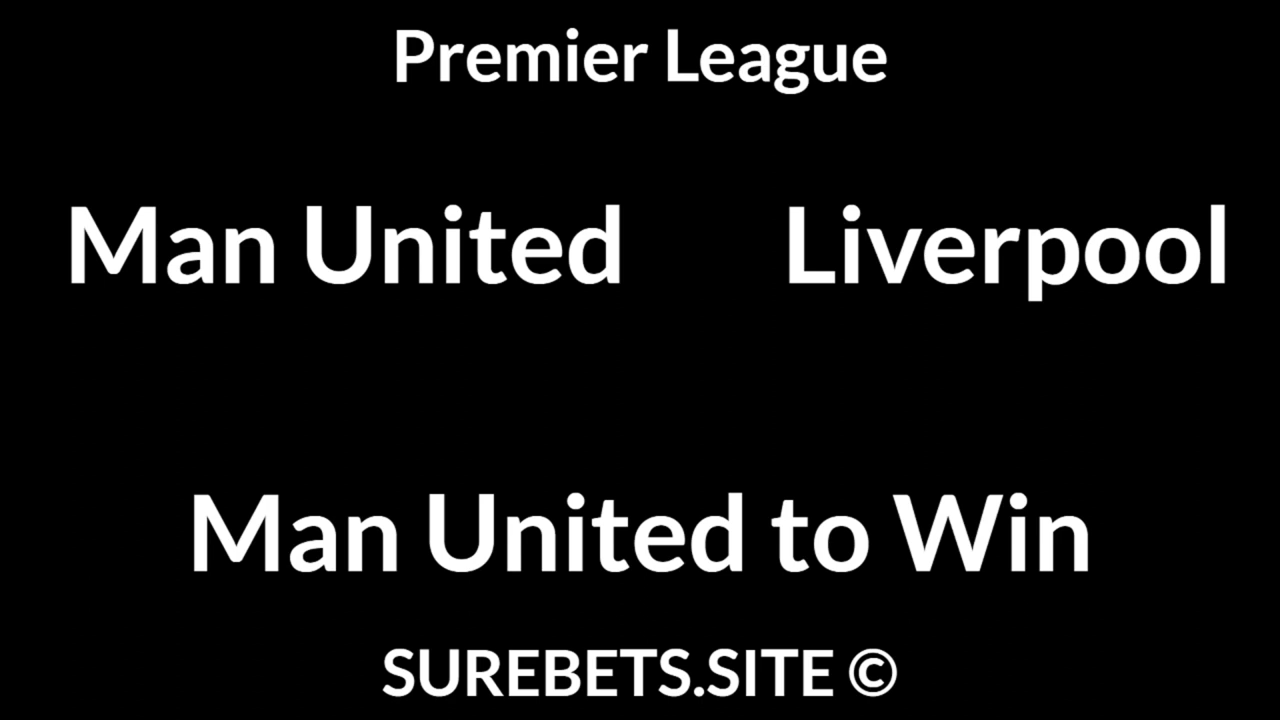 Premier League
Man United Liverpool
Man United to Win
SUREBETS.SITE ©